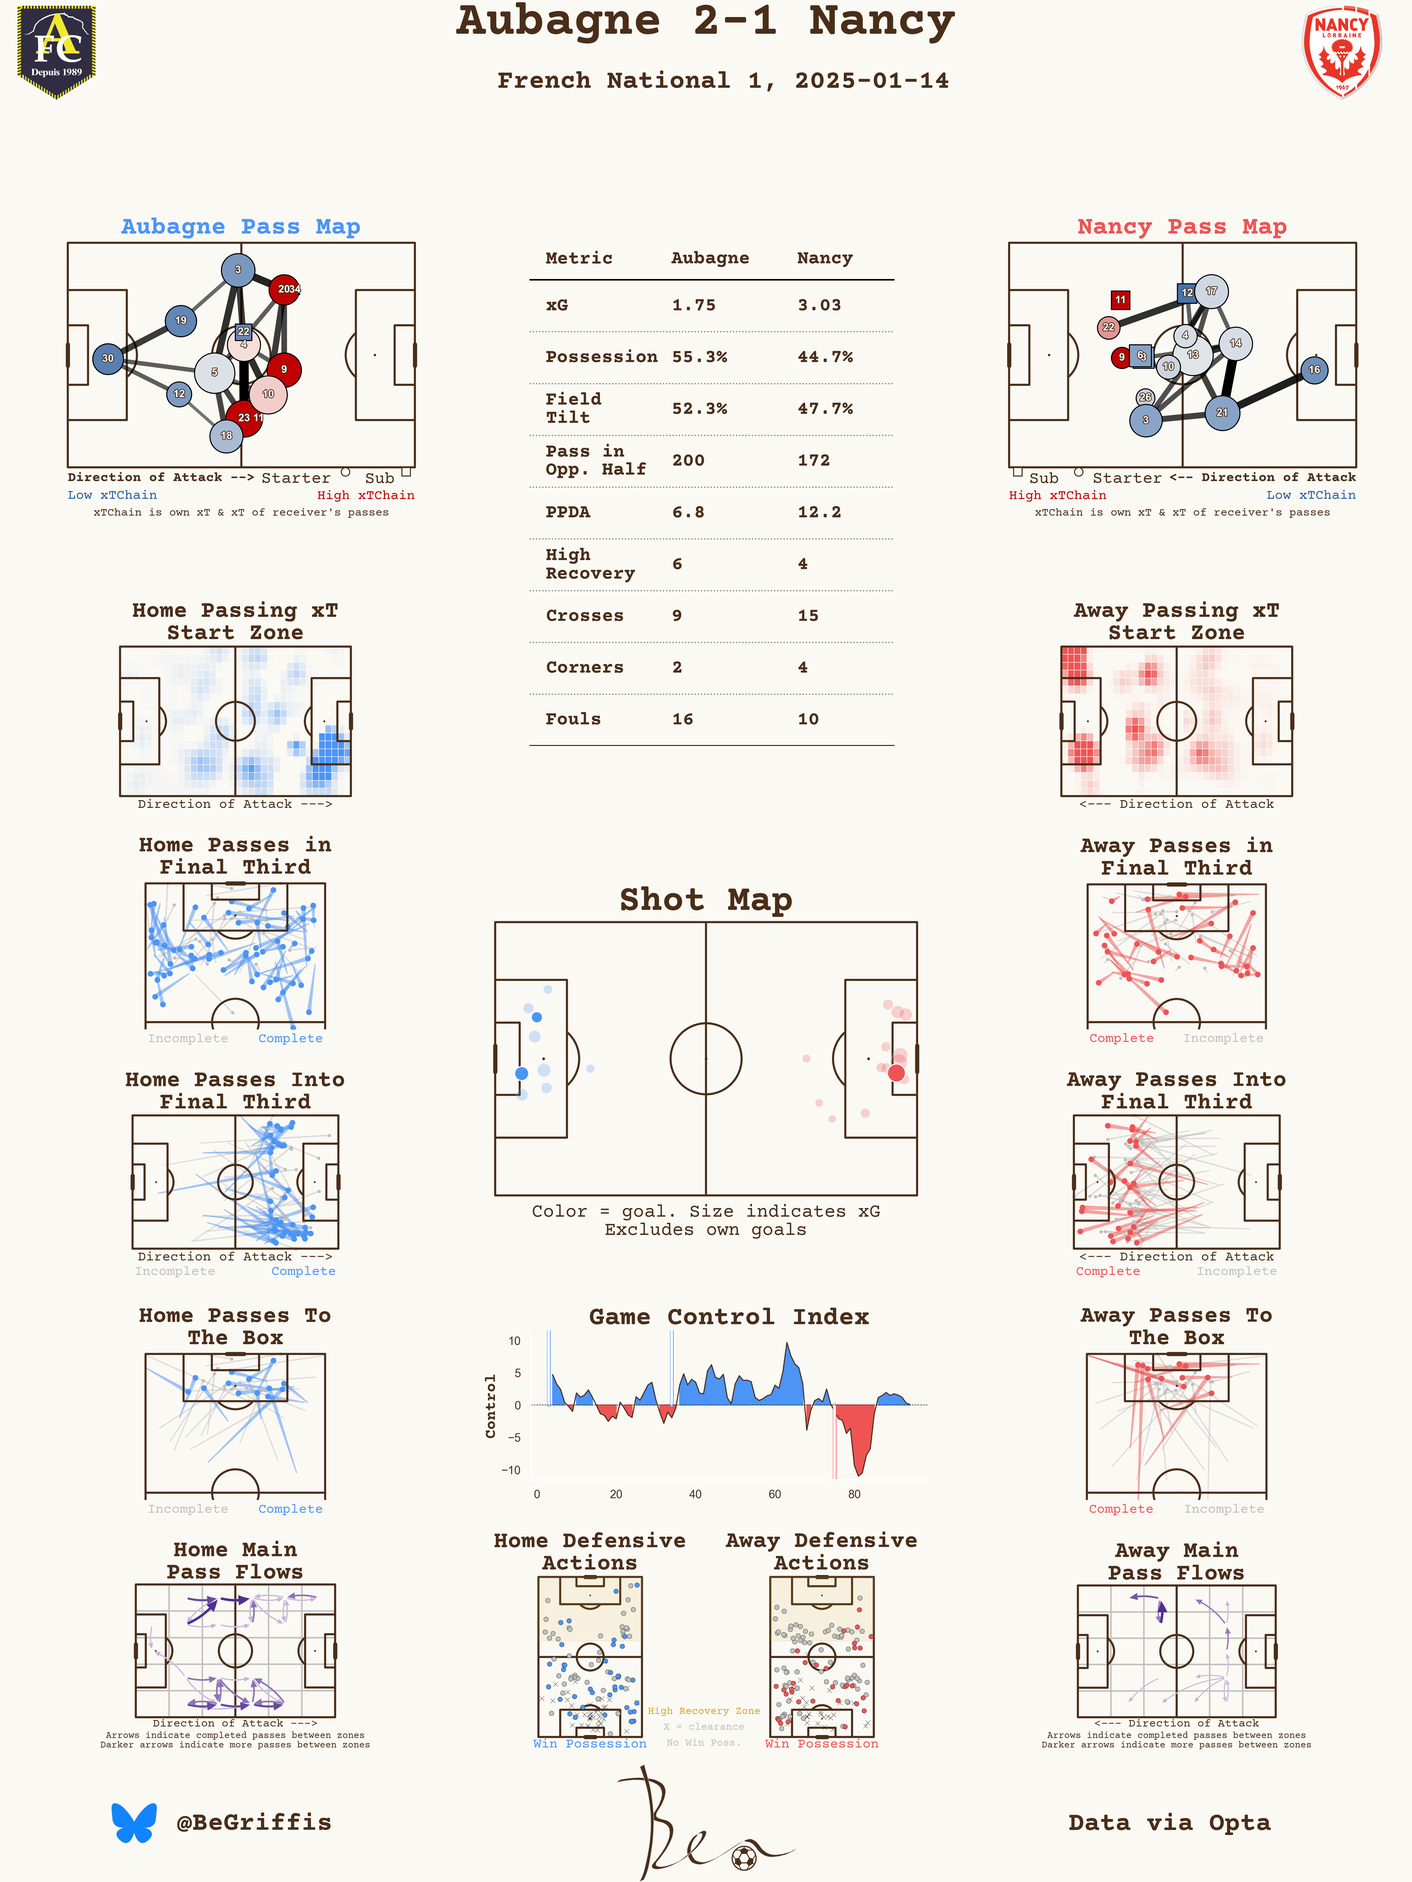 Aubagne 2-1 Nancy
French National 1, 2025-01-14
A
FC
Depuis 1989
NANCY
LORRAINE
1967
Aubagne Pass Map
3
2034
19
22
4
30
5
9
12
10
23 11
18
Direction of Attack --> Starter Sub
Low xTChain High xTChain
xTChain is own xT & xT of receiver's passes
Metric Aubagne Nancy
xG 1.75 3.03
Possession 55.3% 44.7%
Field
Tilt 52.3% 47.7%
Pass in
Opp. Half 200 172
PPDA 6.8 12.2
High
Recovery 6 4
Crosses 9 15
Corners 2 4
Fouls 16 10
Nancy Pass Map
11
12
17
22
4
14
9
6
8
13
10
16
26
3
21
Sub Starter <-- Direction of Attack
High xTChain Low xTChain
xTChain is own xT & xT of receiver's passes
Home Passing xT
Start Zone
Direction of Attack --->
Away Passing xT
Start Zone
<--- Direction of Attack
Home Passes in
Final Third
Incomplete Complete
Away Passes in
Final Third
Complete Incomplete
Shot Map
Color = goal. Size indicates xG
Excludes own goals
Home Passes Into
Final Third
Direction of Attack --->
Incomplete Complete
Away Passes Into
Final Third
<--- Direction of Attack
Complete Incomplete
Home Passes To
The Box
Incomplete Complete
Game Control Index
Control
10
5
0
−5
−10
0 20 40 60 80
Away Passes To
The Box
Complete Incomplete
Home Main
Pass Flows
Direction of Attack --->
Arrows indicate completed passes between zones
Darker arrows indicate more passes between zones
Home Defensive
Actions
Win Possession
High Recovery Zone
X = clearance
No Win Poss.
Away Defensive
Actions
Win Possession
Away Main
Pass Flows
<--- Direction of Attack
Arrows indicate completed passes between zones
Darker arrows indicate more passes between zones
@BeGriffis
Ben
Data via Opta